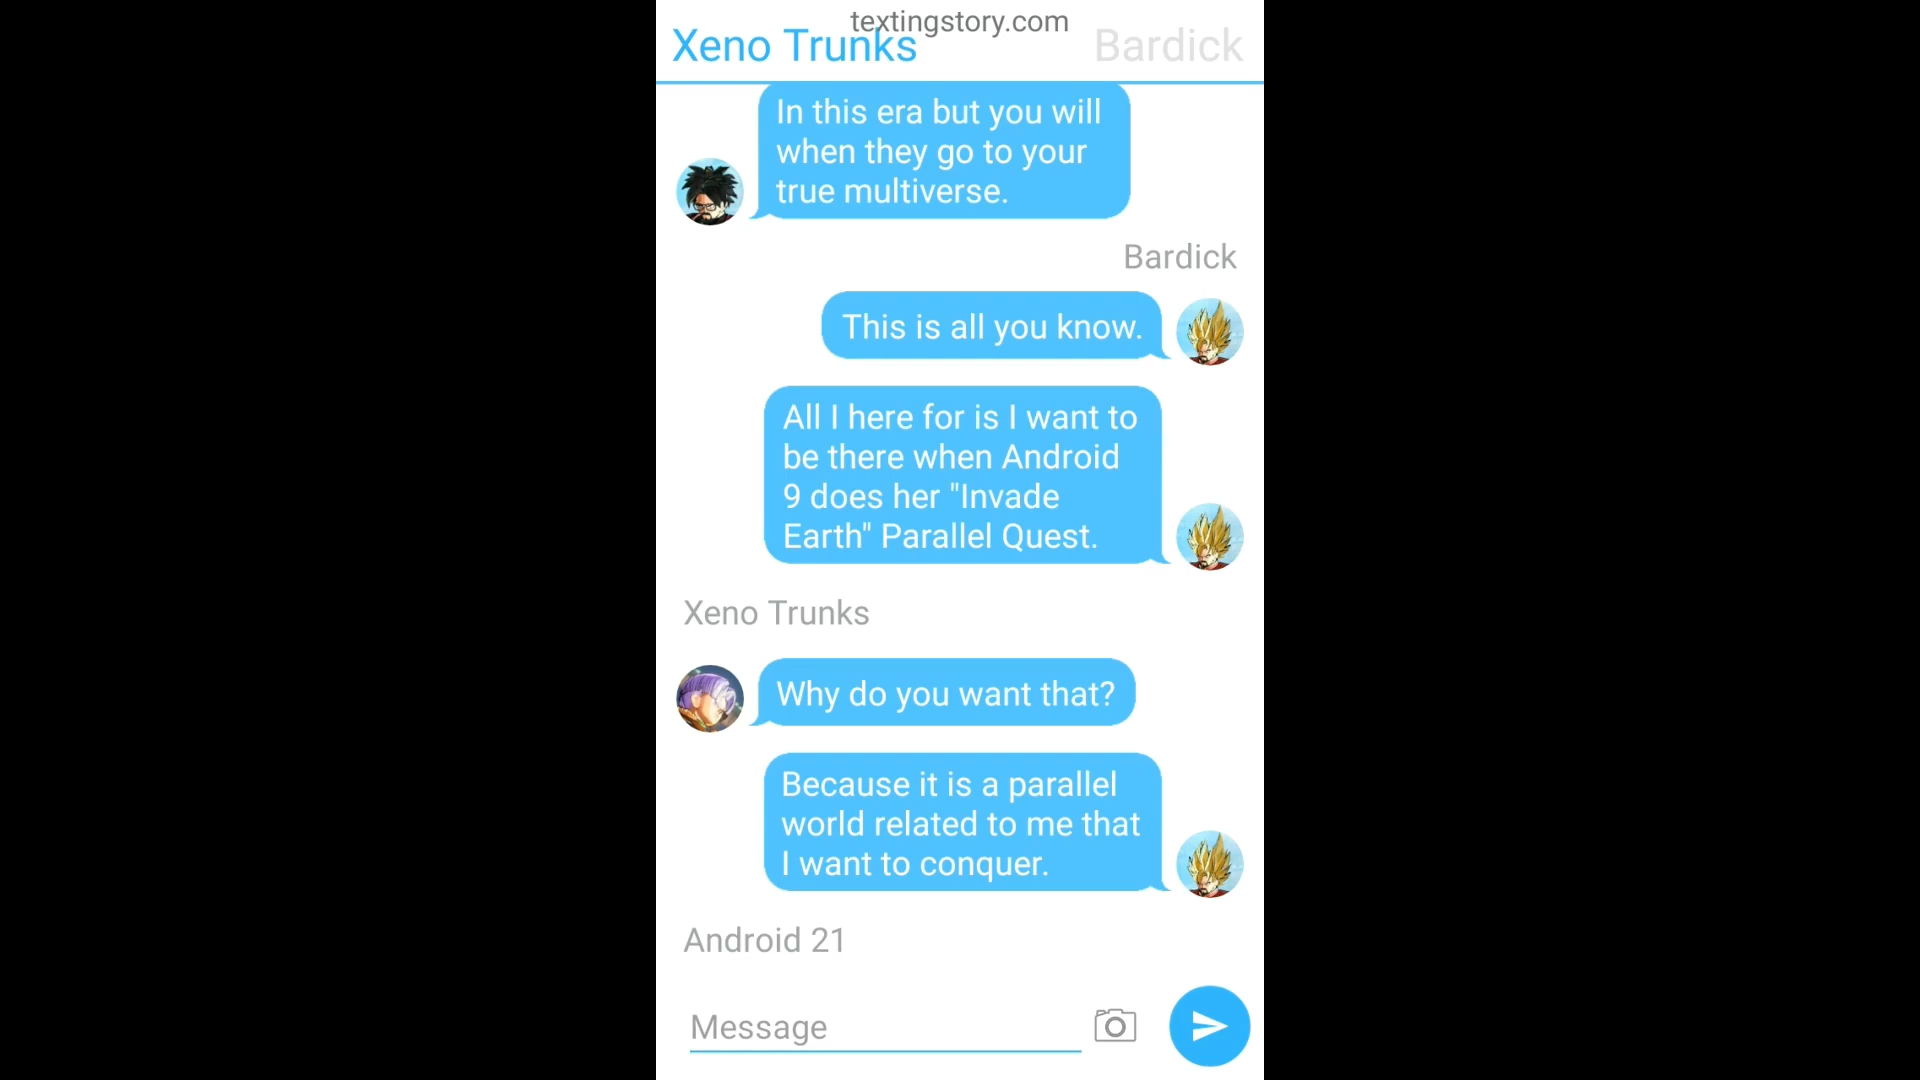 textingstory.com
Xeno Trunks
Bardick
In this era but you will
when they go to your
true multiverse.
Bardick
This is all you know.
All I here for is I want to
be there when Android
9 does her "Invade
Earth" Parallel Quest.
Xeno Trunks
Why do you want that?
Because it is a parallel
world related to me that
I want to conquer.
Android 21
Message